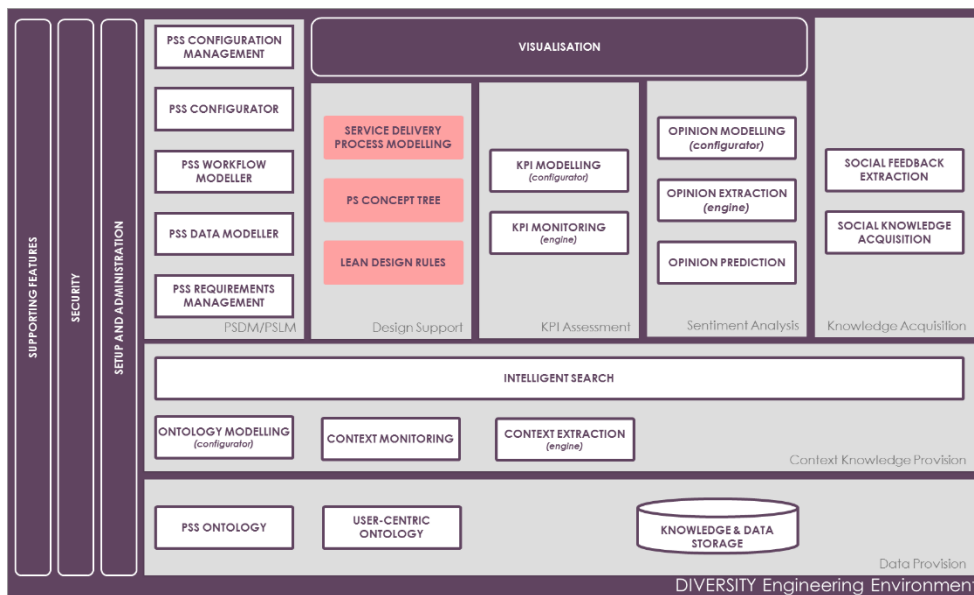 SUPPORTING FEATURES
SECURITY
SETUP AND ADMINISTRATION
PSS CONFIGURATION
MANAGEMENT
PSS CONFIGURATOR
PSS WORKFLOW
MODELLER
PSS DATA MODELLER
PSS REQUIREMENTS
MANAGEMENT
PSDM/PSLM
VISUALISATION
SERVICE DELIVERY
PROCESS MODELLING
PS CONCEPT TREE
LEAN DESIGN RULES
Design Support
KPI MODELLING
(configurator)
KPI MONITORING
(engine)
KPI Assessment
OPINION MODELLING
(configurator)
OPINION EXTRACTION
(engine)
OPINION PREDICTION
Sentiment Analysis
SOCIAL FEEDBACK
EXTRACTION
SOCIAL KNOWLEDGE
ACQUISITION
Knowledge Acquisition
INTELLIGENT SEARCH
ONTOLOGY MODELLING
(configurator)
CONTEXT MONITORING
CONTEXT EXTRACTION
(engine)
Context Knowledge Provision
PSS ONTOLOGY
USER-CENTRIC
ONTOLOGY
KNOWLEDGE & DATA
STORAGE
Data Provision
DIVERSITY Engineering Environment